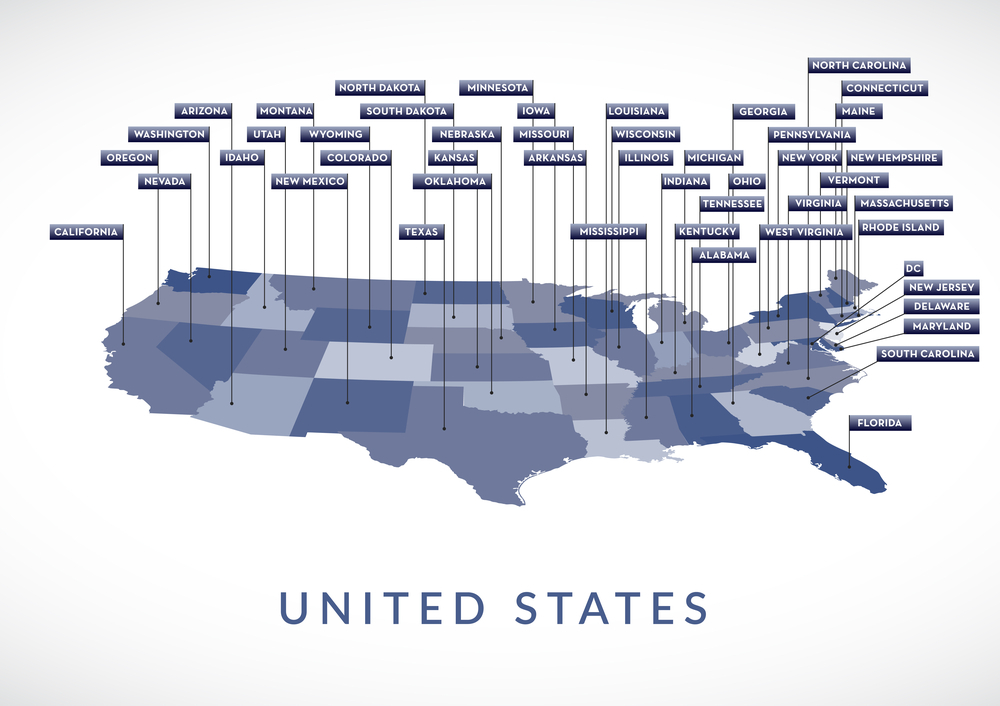 NORTH CAROLINA
NORTH DAKOTA
MINNESOTA
CONNECTICUT
ARIZONA
MONTANA
SOUTH DAKOTA
IOWA
LOUISIANA
GEORGIA
MAINE
WASHINGTON
UTAH
WYOMING
NEBRASKA
MISSOURI
WISCONSIN
PENNSYLVANIA
OREGON
IDAHO
COLORADO
KANSAS
ARKANSAS
ILLINOIS
MICHIGAN
NEW YORK
NEW HEMPSHIRE
NEVADA
NEW MEXICO
OKLAHOMA
INDIANA
OHIO
VERMONT
TENNESSEE
VIRGINIA
MASSACHUSETTS
CALIFORNIA
TEXAS
MISSISSIPPI
KENTUCKY
WEST VIRGINIA
RHODE ISLAND
ALABAMA
DC
NEW JERSEY
DELAWARE
MARYLAND
SOUTH CAROLINA
FLORIDA
UNITED STATES